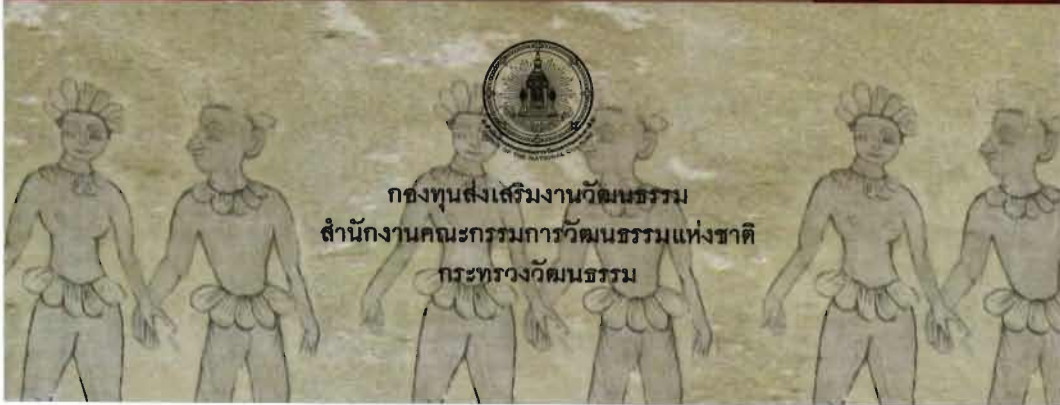 กองทุนส่งเสริมงานวัฒนธรรม
สำนักงานคณะกรรมการวัฒนธรรมแห่งชาติ
กระทรวงวัฒนธรรม